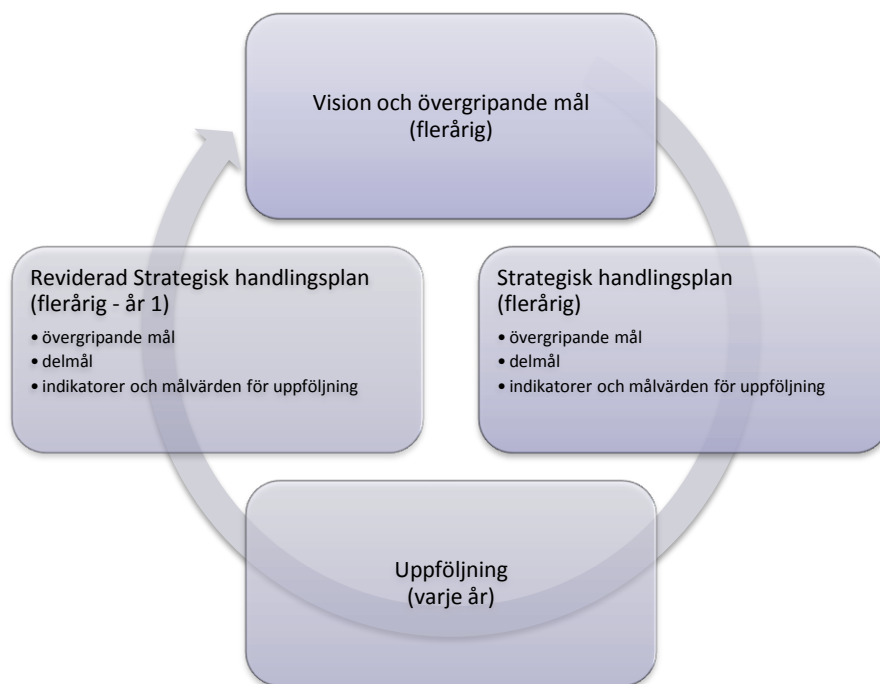 Vision och övergripande mål
(flerårig)
Reviderad Strategisk handlingsplan
(flerårig - år 1)
• övergripande mål
• delmål
• indikatorer och målvärden för uppföljning
Strategisk handlingsplan
(flerårig)
• övergripande mål
• delmål
• indikatorer och målvärden för uppföljning
Uppföljning
(varje år)